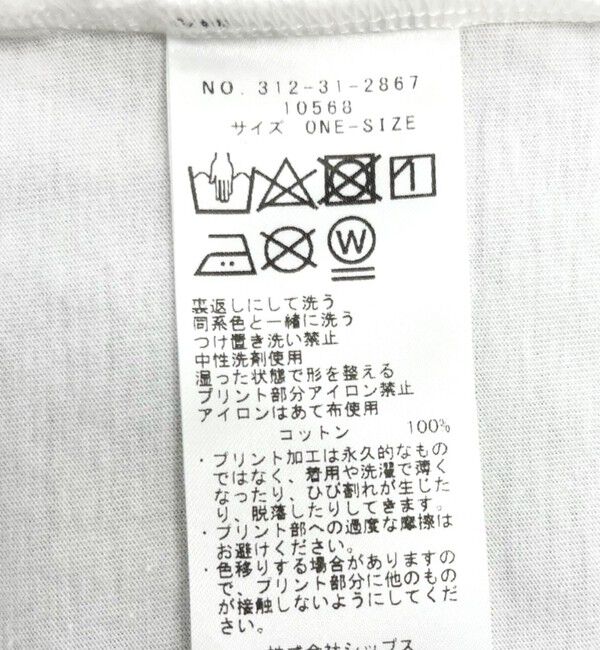 NO. 312-31-2867
10568
サイズ ONE-SIZE
W
裏返しにして洗う
同系色と一緒に洗う
つけ置き洗い禁止
中性洗剤使用
湿った状態で形を整える
プリント部分アイロン禁止
アイロンはあて布使用
コットン 100%
・プリント加工は永久的なもの
ではなく、着用や洗濯で薄く
なったり、ひび割れが生じた
り、脱落したりしてきます。
・プリント部への過度な摩擦は
お避けください。
・色移りする場合がありますの
で、プリント部分に他のもの
が接触しないようにしてくだ
さい。
株式会社シップス